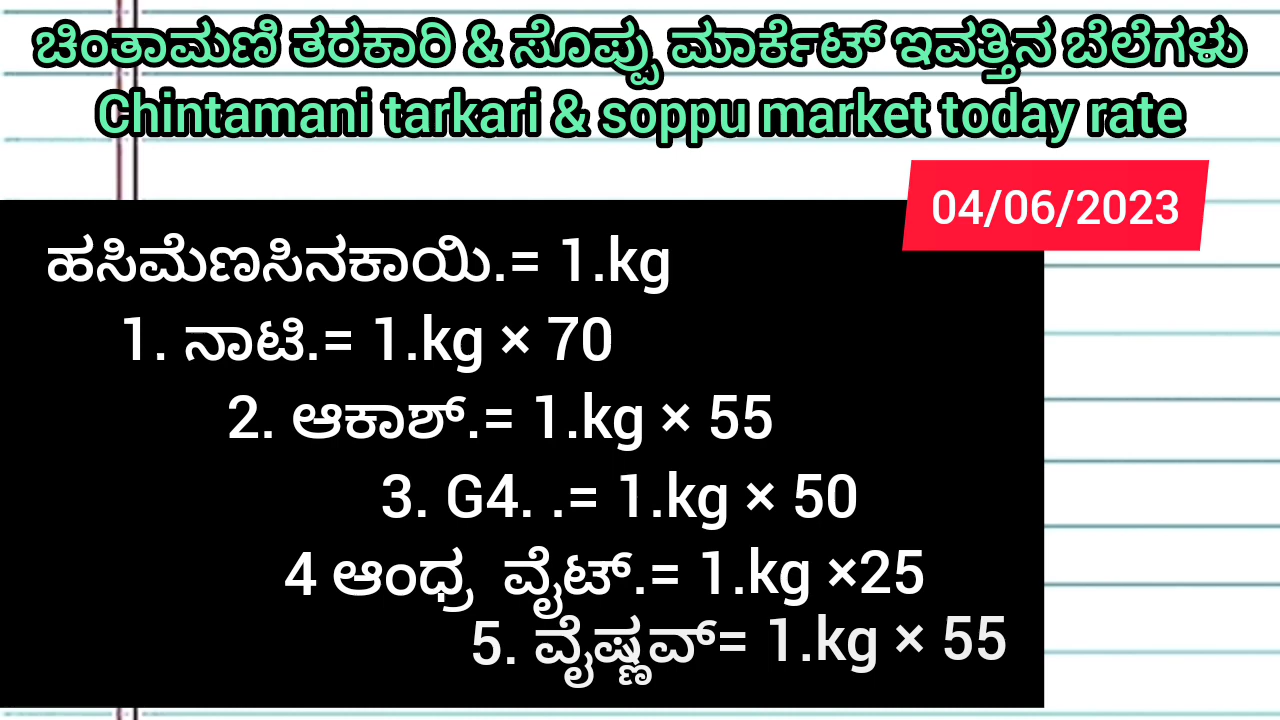 ಚಿಂತಾಮಣಿ ತರಕಾರಿ & ಸೊಪ್ಪು ಮಾರ್ಕೆಟ್ ಇವತ್ತಿನ ಬೆಲೆಗಳು
Chintamani tarkari & soppu market today rate
04/06/2023
ಹಸಿಮೆಣಸಿನಕಾಯಿ.= 1.kg
1. ನಾಟಿ.= 1.kg × 70
2. ಆಕಾಶ್.= 1.kg × 55
3. G4. .= 1.kg × 50
4 ಆಂಧ್ರ ವೈಟ್.= 1.kg ×25
5. ವೈಷ್ಣವ್= 1.kg × 55